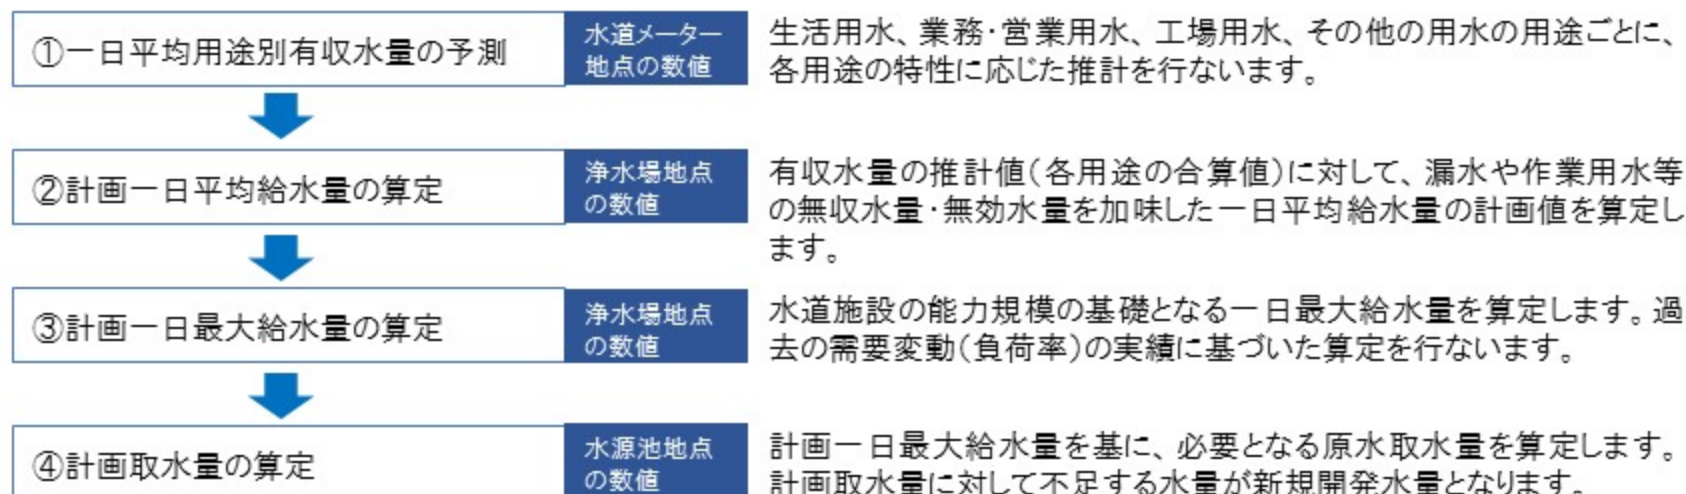 ①一日平均用途別有収水量の予測
水道メーター
地点の数値
生活用水、業務・営業用水、工場用水、その他の用水の用途ごとに、
各用途の特性に応じた推計を行ないます。
②計画一日平均給水量の算定
浄水場地点
の数値
有収水量の推計値(各用途の合算値)に対して、漏水や作業用水等
の無収水量・無効水量を加味した一日平均給水量の計画値を算定し
ます。
③計画一日最大給水量の算定
浄水場地点
の数値
水道施設の能力規模の基礎となる一日最大給水量を算定します。過
去の需要変動(負荷率)の実績に基づいた算定を行ないます。
④計画取水量の算定
水源池地点
の数値
計画一日最大給水量を基に、必要となる原水取水量を算定します。
計画取水量に対して不足する水量が新規開発水量となります。